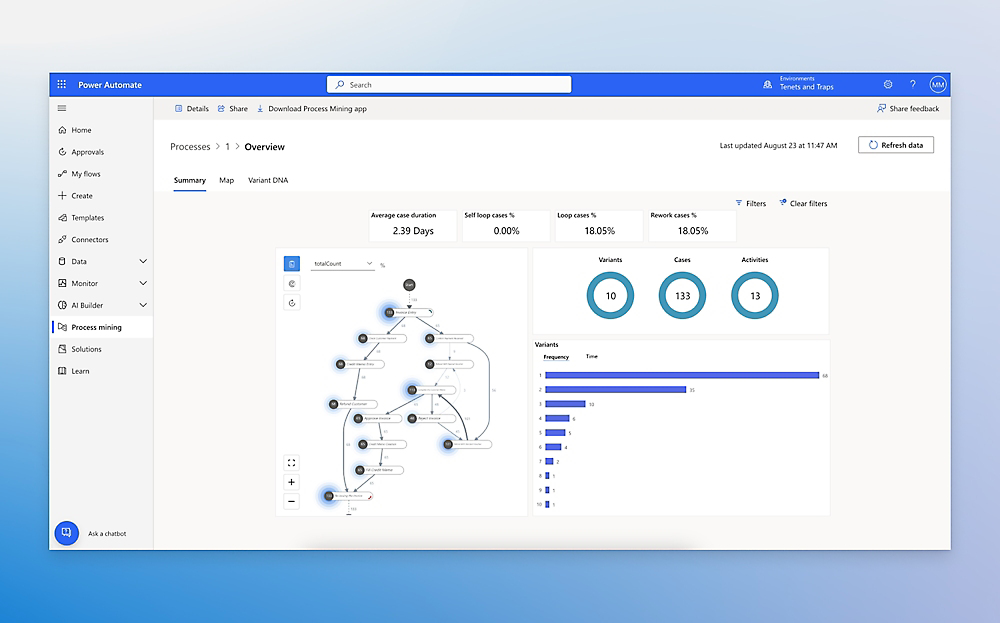 Power Automate
Search
Environments
Tenets and Traps
?
MM
Details
Share
Download Process Mining app
Share feedback
Home
Approvals
My flows
Create
Templates
Connectors
Data
Monitor
AI Builder
Process mining
Solutions
Learn
Ask a chatbot
Processes > 1 > Overview
Last updated August 23 at 11:47 AM
Refresh data
Summary
Map
Variant DNA
Filters
Clear filters
Average case duration
2.39 Days
Self loop cases %
0.00%
Loop cases %
18.05%
Rework cases %
18.05%
totalCount
%
Start
Variants
10
Cases
133
Activities
13
Variants
Frequency
Time
1 68
2 35
3 10
4 6
5 5
6 4
7 2
8 1
9 1
10 1